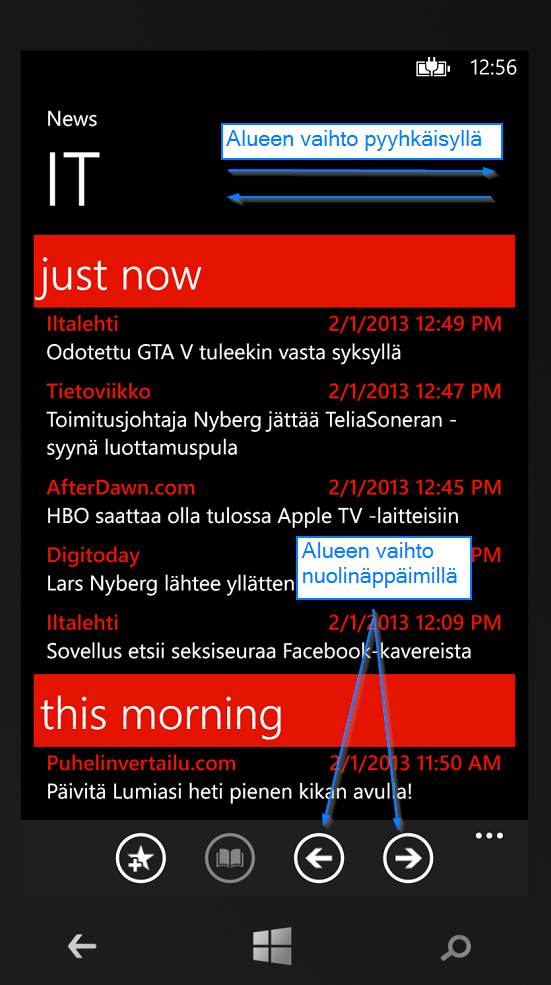 12:56
News
Alueen vaihto pyyhkäisyllä
IT
just now
Iltalehti 2/1/2013 12:49 PM
Odotettu GTA V tuleekin vasta syksyllä
Tietoviikko 2/1/2013 12:47 PM
Toimitusjohtaja Nyberg jättää TeliaSoneran -
syynä luottamuspula
AfterDawn.com 2/1/2013 12:45 PM
HBO saattaa olla tulossa Apple TV -laitteisiin
Alueen vaihto
nuolinäppäimillä
Digitoday PM
Lars Nyberg lähtee yllätten
Iltalehti 2/1/2013 12:09 PM
Sovellus etsii seksiseuraa Facebook-kavereista
this morning
Puhelinvertailu.com 2/1/2013 11:50 AM
Päivitä Lumiasi heti pienen kikan avulla!